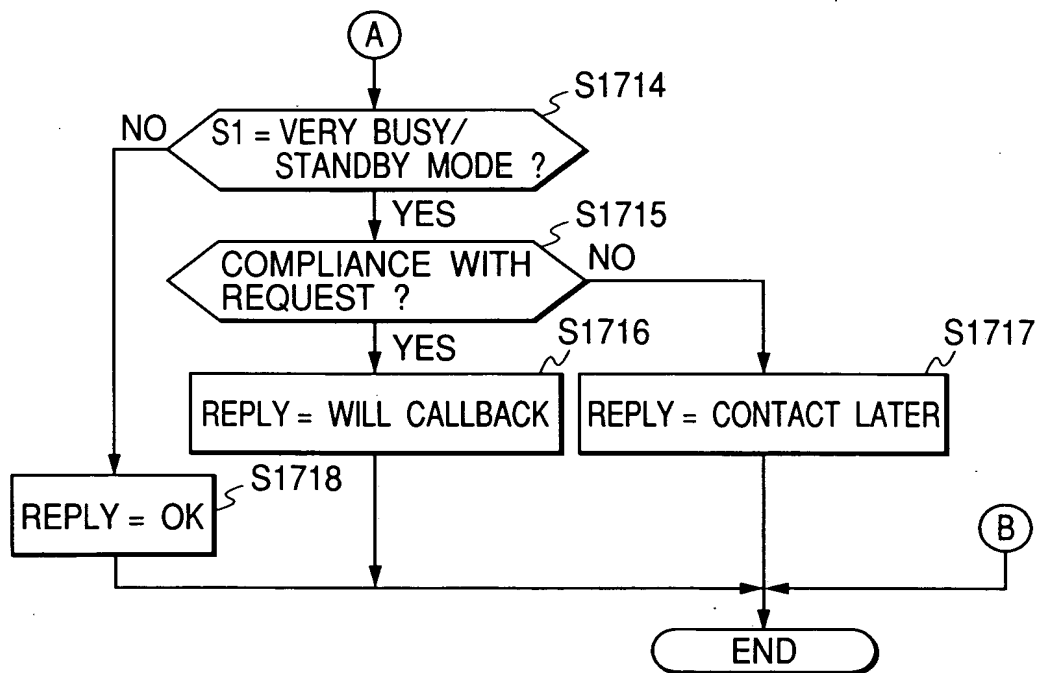 A
S1714
NO
S1 = VERY BUSY/
STANDBY MODE ?
YES
S1715
COMPLIANCE WITH
REQUEST ?
NO
YES
S1716
S1717
REPLY = WILL CALLBACK
REPLY = CONTACT LATER
S1718
REPLY = OK
B
END